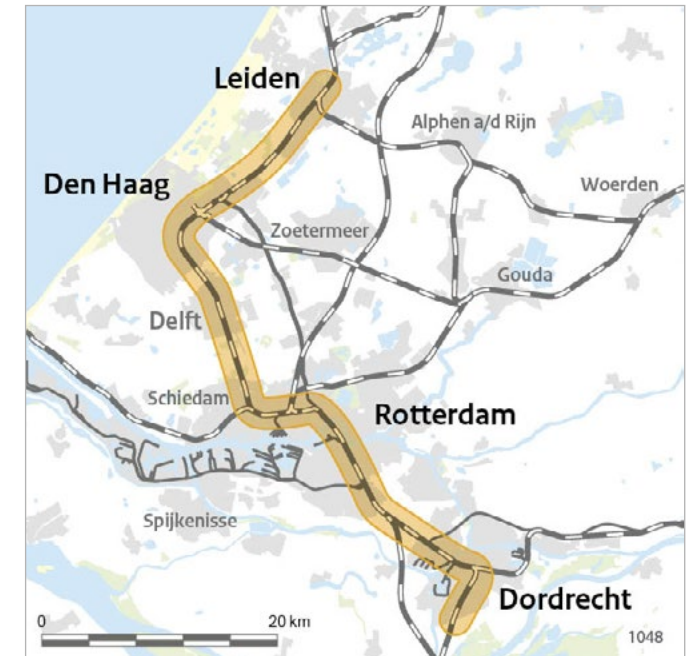 Leiden
Alphen a/d Rijn
Den Haag
Woerden
Zoetermeer
Gouda
Delft
Schiedam
Rotterdam
Spijkenisse
Dordrecht
0 20 km
1048